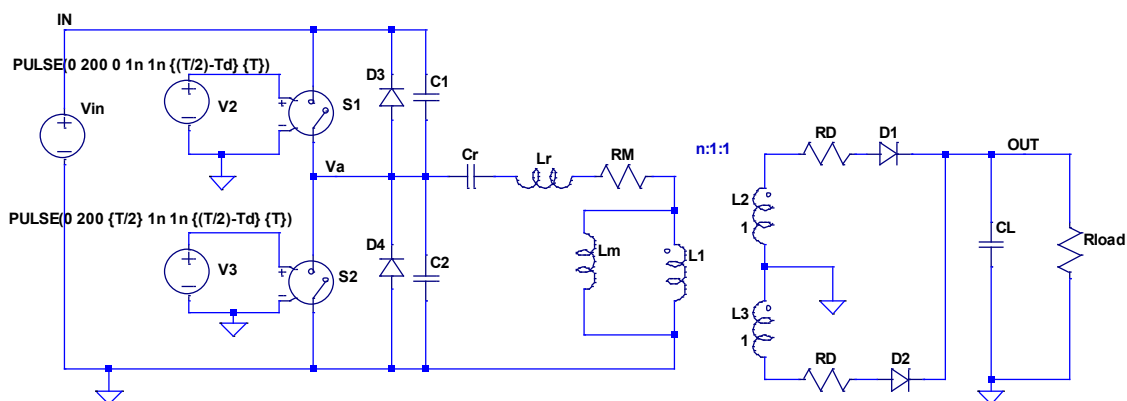 IN
PULSE(0 200 0 1n 1n {(T/2)-Td} {T})
Vin
V2
S1
D3
C1
Va
Cr
Lr
RM
n:1:1
RD
D1
OUT
PULSE(0 200 {T/2} 1n 1n {(T/2)-Td} {T})
V3
S2
D4
C2
Lm
L1
L2
1
L3
1
CL
Rload
RD
D2